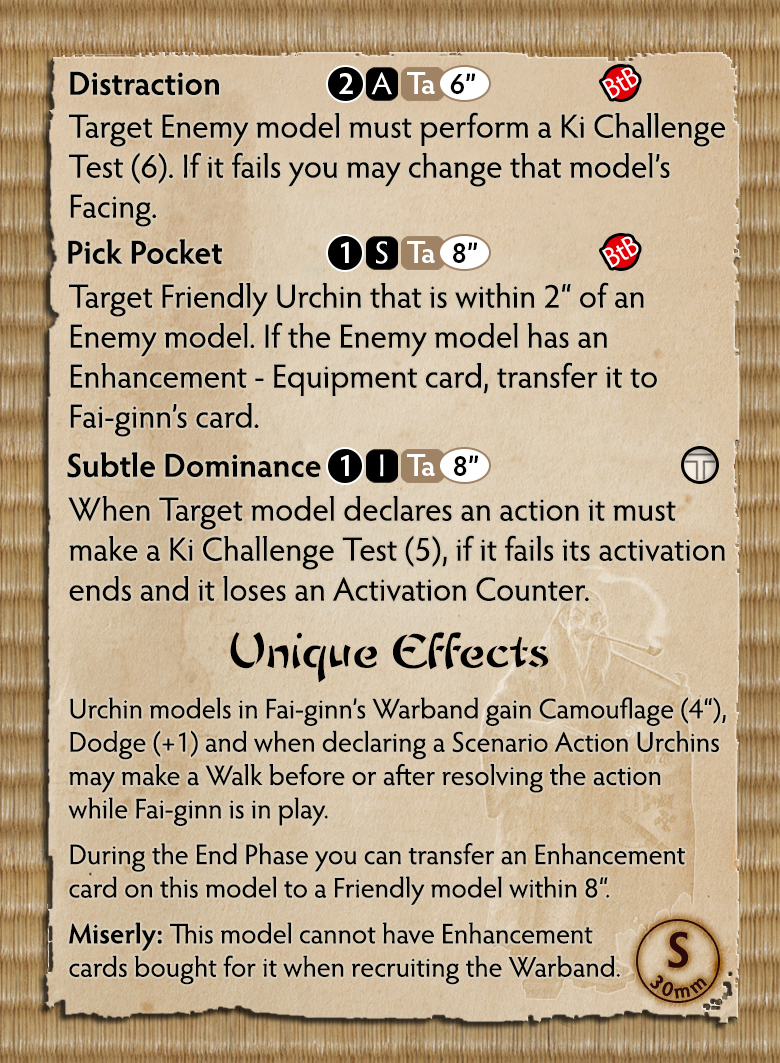 Distraction 2 A Ta 6" BtB
Target Enemy model must perform a Ki Challenge
Test (6). If it fails you may change that model's
Facing.
Pick Pocket 1 S Ta 8" BtB
Target Friendly Urchin that is within 2" of an
Enemy model. If the Enemy model has an
Enhancement - Equipment card, transfer it to
Fai-ginn's card.
Subtle Dominance 1 I Ta 8" T
When Target model declares an action it must
make a Ki Challenge Test (5), if it fails its activation
ends and it loses an Activation Counter.
Unique Effects
Urchin models in Fai-ginn's Warband gain Camouflage (4"),
Dodge (+1) and when declaring a Scenario Action Urchins
may make a Walk before or after resolving the action
while Fai-ginn is in play.
During the End Phase you can transfer an Enhancement
card on this model to a Friendly model within 8".
Miserly: This model cannot have Enhancement
cards bought for it when recruiting the Warband.
S
30mm